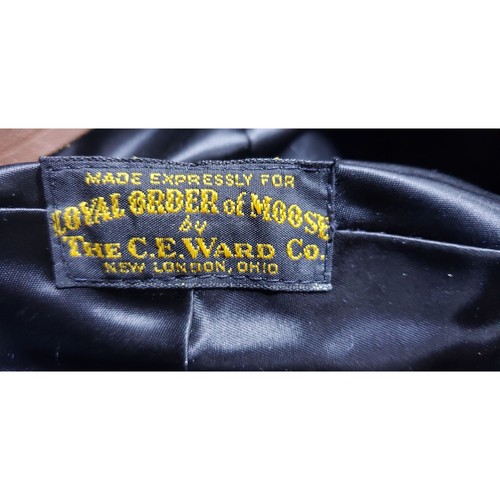 MADE EXPRESSLY FOR
LOYAL ORDER of MOOSE
by
THE C.E. WARD CO.
NEW LONDON, OHIO